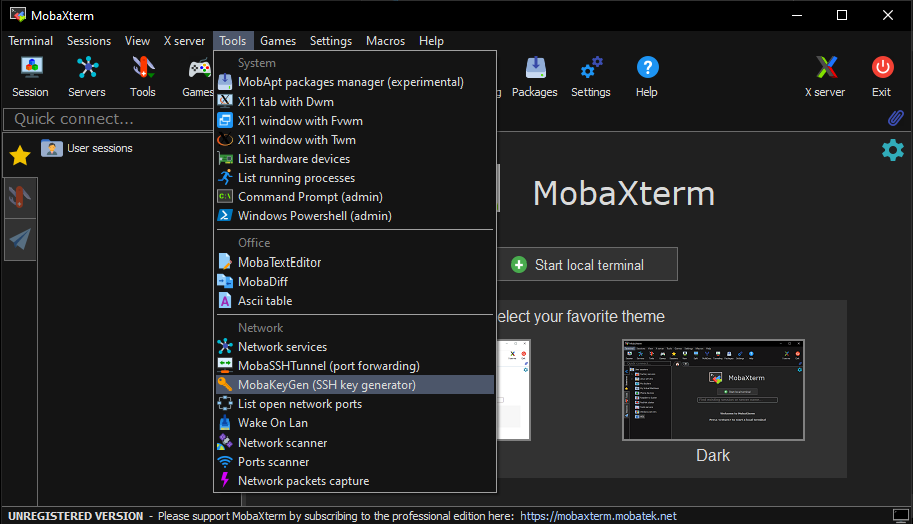 MobaXterm
Terminal Sessions View X server Tools Games Settings Macros Help
Session Servers Tools Games Packages Settings Help X server Exit
Quick connect...
User sessions
System
MobApt packages manager (experimental)
X11 tab with Dwm
X11 window with Fvwm
X11 window with Twm
List hardware devices
List running processes
Command Prompt (admin)
Windows Powershell (admin)
Office
MobaTextEditor
MobaDiff
Ascii table
Network
Network services
MobaSSHTunnel (port forwarding)
MobaKeyGen (SSH key generator)
List open network ports
Wake On Lan
Network scanner
Ports scanner
Network packets capture
MobaXterm
Start local terminal
elect your favorite theme
MobaXterm
Dark
UNREGISTERED VERSION - Please support MobaXterm by subscribing to the professional edition here: https://mobaxterm.mobatek.net